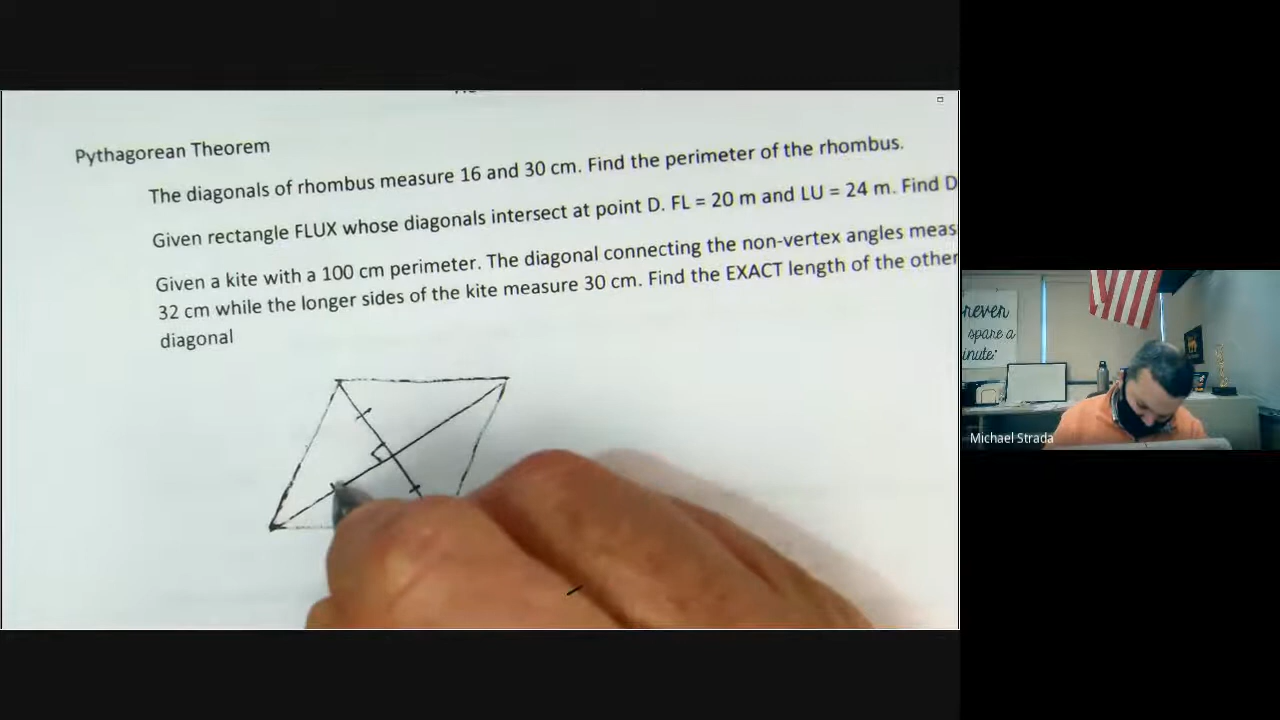 Pythagorean Theorem
The diagonals of rhombus measure 16 and 30 cm. Find the perimeter of the rhombus.
Given rectangle FLUX whose diagonals intersect at point D. FL = 20 m and LU = 24 m. Find D
Given a kite with a 100 cm perimeter. The diagonal connecting the non-vertex angles meas
32 cm while the longer sides of the kite measure 30 cm. Find the EXACT length of the other
diagonal
never
spare a
minute
Michael Strada